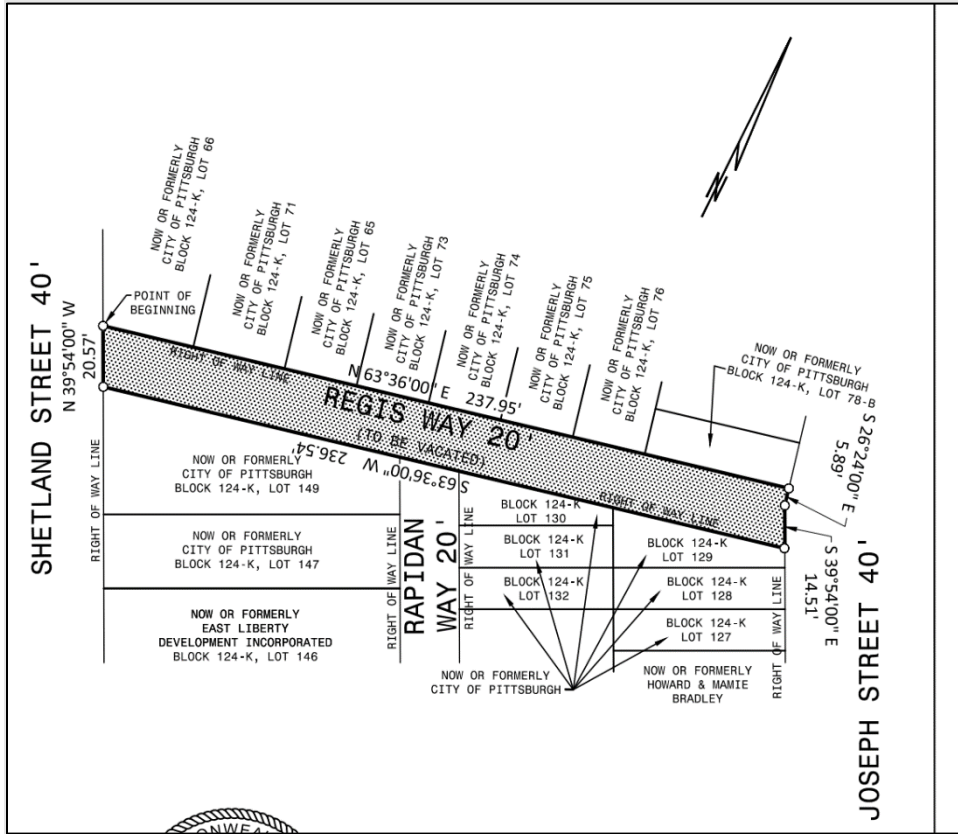 NOW OR FORMERLY
CITY OF PITTSBURGH
BLOCK 124-K, LOT 66
NOW OR FORMERLY
CITY OF PITTSBURGH
BLOCK 124-K, LOT 71
NOW OR FORMERLY
CITY OF PITTSBURGH
BLOCK 124-K, LOT 65
NOW OR FORMERLY
CITY OF PITTSBURGH
BLOCK 124-K, LOT 73
NOW OR FORMERLY
CITY OF PITTSBURGH
BLOCK 124-K, LOT 74
NOW OR FORMERLY
CITY OF PITTSBURGH
BLOCK 124-K, LOT 75
NOW OR FORMERLY
CITY OF PITTSBURGH
BLOCK 124-K, LOT 76
NOW OR FORMERLY
CITY OF PITTSBURGH
BLOCK 124-K, LOT 78-B
SHETLAND STREET 40'
N 39°54'00" W
20.57'
POINT OF
BEGINNING
RIGHT OF WAY LINE
N 63°36'00' E
237.95'
REGIS WAY 20'
(TO BE VACATED)
S 63°36'00" W 236.54'
RIGHT OF WAY LINE
S 26°24'00" E
5.89'
S 39°54'00" E
14.51'
JOSEPH STREET 40'
RIGHT OF WAY LINE
NOW OR FORMERLY
CITY OF PITTSBURGH
BLOCK 124-K, LOT 149
NOW OR FORMERLY
CITY OF PITTSBURGH
BLOCK 124-K, LOT 147
NOW OR FORMERLY
EAST LIBERTY
DEVELOPMENT INCORPORATED
BLOCK 124-K, LOT 146
RIGHT OF WAY LINE
RAPIDAN
WAY 20'
RIGHT OF WAY LINE
BLOCK 124-K
LOT 130
BLOCK 124-K
LOT 131
BLOCK 124-K
LOT 132
BLOCK 124-K
LOT 129
BLOCK 124-K
LOT 128
BLOCK 124-K
LOT 127
RIGHT OF WAY LINE
NOW OR FORMERLY
CITY OF PITTSBURGH
NOW OR FORMERLY
HOWARD & MAMIE
BRADLEY
ONWEA